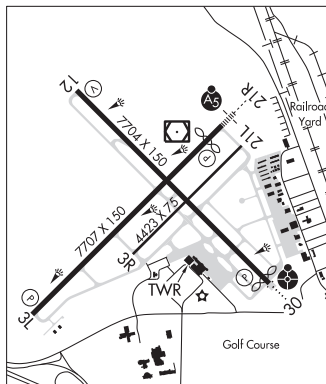 12
V
A5
21R
Railroad
Yard
7704 X 150
P
21L
7707 X 150
4423 X 75
3R
TWR
P
P
3L
30
Golf Course